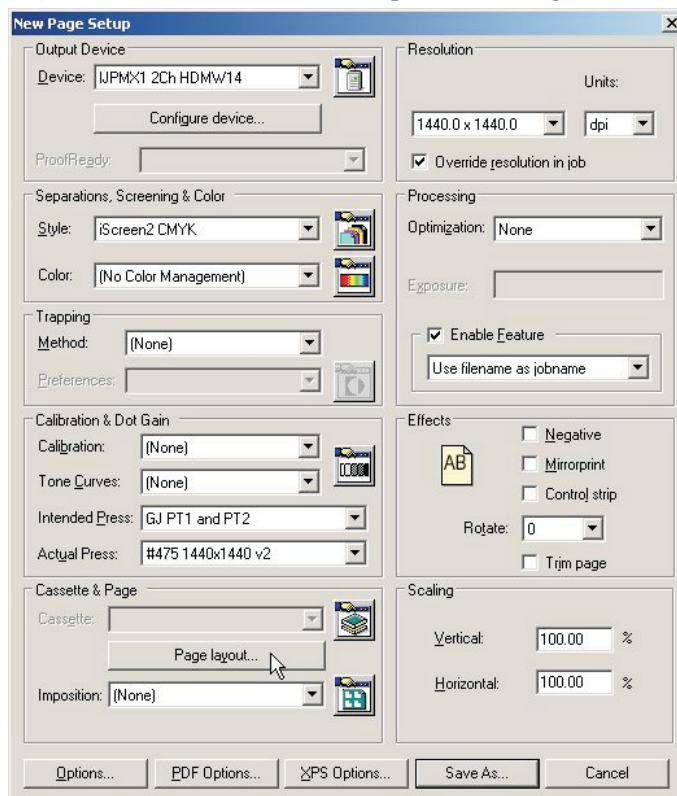 New Page Setup
Output Device
Device: IJPMX1 2Ch HDMW14
Configure device...
ProofReady:
Separations, Screening & Color
Style: iScreen2 CMYK
Color: (No Color Management)
Trapping
Method: (None)
Preferences:
Calibration & Dot Gain
Calibration: (None)
Tone Curves: (None)
Intended Press: GJ PT1 and PT2
Actual Press: #475 1440x1440 v2
Cassette & Page
Cassette:
Page layout...
Imposition: (None)
Resolution
Units:
1440.0 x 1440.0 dpi
Override resolution in job
Processing
Optimization: None
Exposure:
Enable Feature
Use filename as jobname
Effects
AB
Negative
Mirrorprint
Control strip
Rotate: 0
Trim page
Scaling
Vertical: 100.00 %
Horizontal: 100.00 %
Options... PDF Options... XPS Options... Save As... Cancel